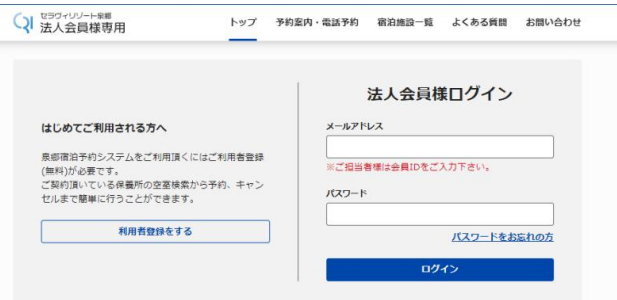 セラヴィリゾート泉郷
法人会員様専用
トップ 予約案内・電話予約 宿泊施設一覧 よくある質問 お問い合わせ
はじめてご利用される方へ
泉郷宿泊予約システムをご利用頂くにはご利用者登録
(無料)が必要です。
ご契約頂いている保養所の空室検索から予約、キャン
セルまで簡単に行うことができます。
利用者登録をする
法人会員様ログイン
メールアドレス
※ご担当者様は会員IDをご入力下さい。
パスワード
パスワードをお忘れの方
ログイン